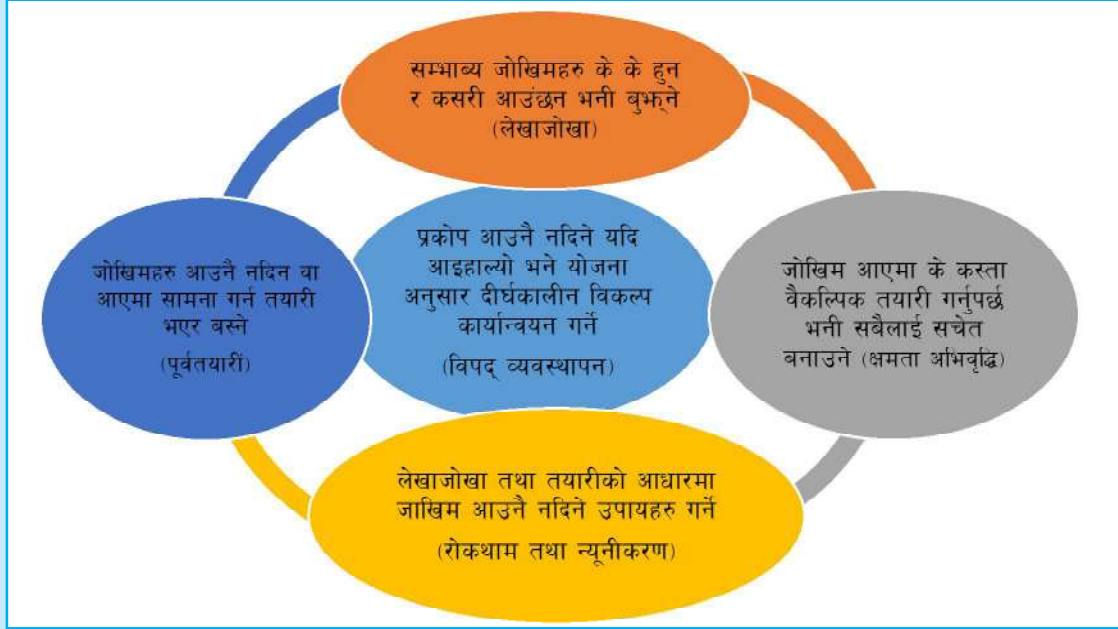 सम्भाब्य जोखिमहरु के के हुन
र कसरी आउंछन भनी बुझ्ने
(लेखाजोखा)
जोखिमहरु आउनै नदिन वा
आएमा सामना गर्न तयारी
भएर बस्ने
(पूर्वतयारीं)
प्रकोप आउनै नदिने यदि
आइहाल्यो भने योजना
अनुसार दीर्घकालीन विकल्प
कार्यान्वयन गर्ने
(विपद् व्यवस्थापन)
जोखिम आएमा के कस्ता
वैकल्पिक तयारी गर्नुपर्छ
भनी सबैलाई सचेत
बनाउने (क्षमता अभिवृद्धि)
लेखाजोखा तथा तयारीको आधारमा
जाखिम आउनै नदिने उपायहरु गर्ने
(रोकथाम तथा न्यूनीकरण)